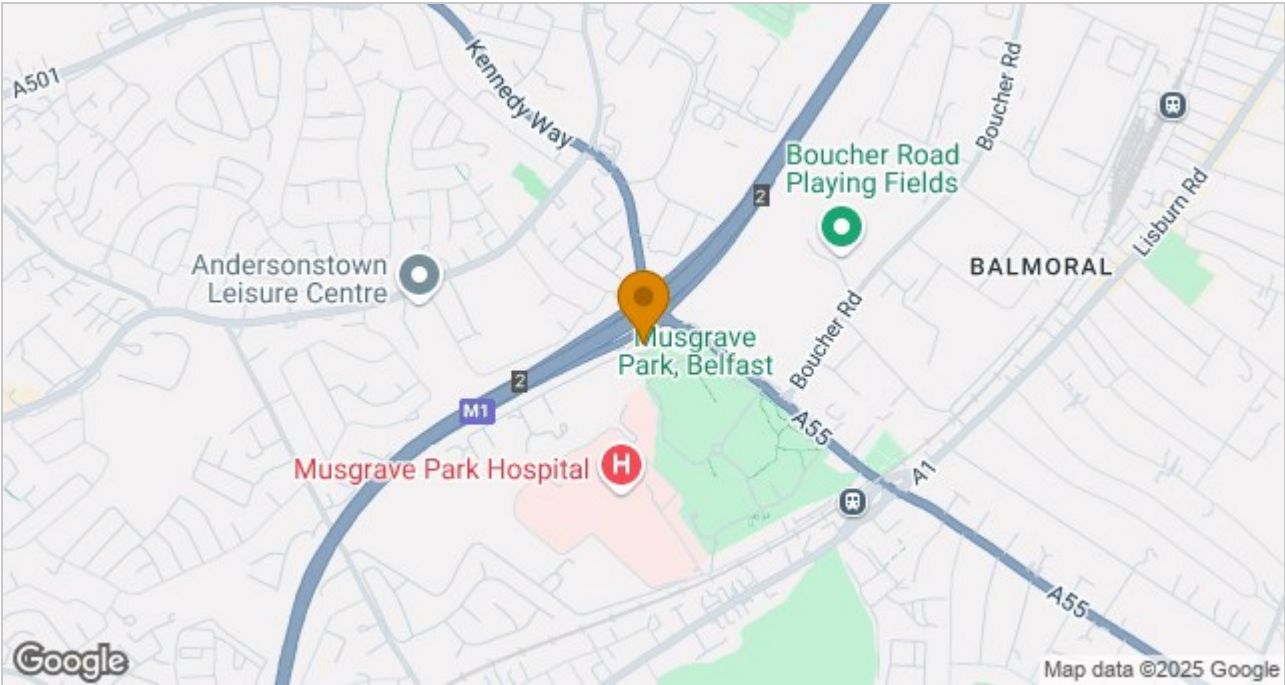 A501
Kennedy Way
Boucher Rd
2
Boucher Road
Playing Fields
Lisburn Rd
Andersonstown
Leisure Centre
BALMORAL
Boucher Rd
Musgrave
Park, Belfast
2
M1
A55
Musgrave Park Hospital
H
A1
A55
Google
Map data ©2025 Google